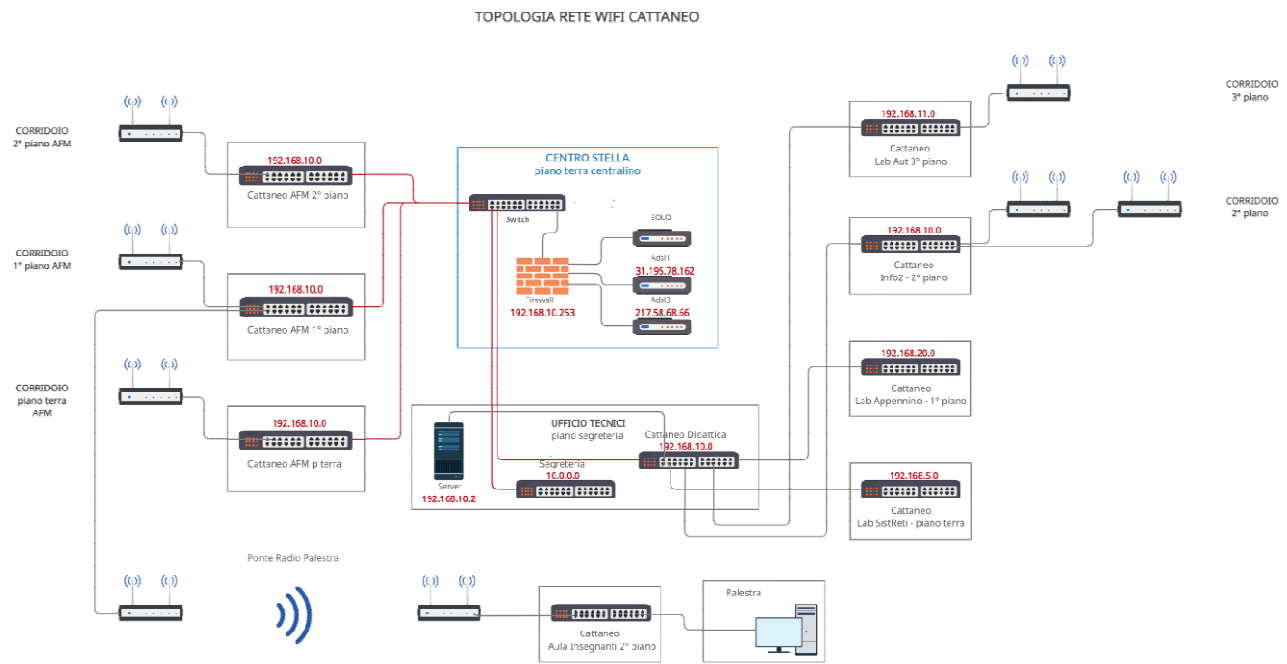 TOPOLOGIA RETE WIFI CATTANEO
CORRIDOIO
2° piano AFM
192.168.10.0
Cattaneo AFM 2° piano
CORRIDOIO
1° piano AFM
192.168.10.0
Cattaneo AFM 1° piano
CORRIDOIO
piano terra
AFM
192.168.10.0
Cattaneo AFM p terra
CENTRO STELLA
piano terra centralino
Switch
EOLO
Adsl1
31.195.78.162
Adsl3
217.58.68.66
Firewall
192.168.10.253
UFFICIO TECNICI
piano segreteria
Cattaneo Didattica
192.168.10.0
Segreteria
10.0.0.0
Server
192.168.10.2
CORRIDOIO
3° piano
192.168.11.0
Cattaneo
Lab Aut 3° piano
CORRIDOIO
2° piano
192.168.10.0
Cattaneo
Info2 - 2° piano
192.168.20.0
Cattaneo
Lab Appennino - 1° piano
192.168.5.0
Cattaneo
Lab SistReti - piano terra
Ponte Radio Palestra
Cattaneo
Aula Insegnanti 2° piano
Palestra